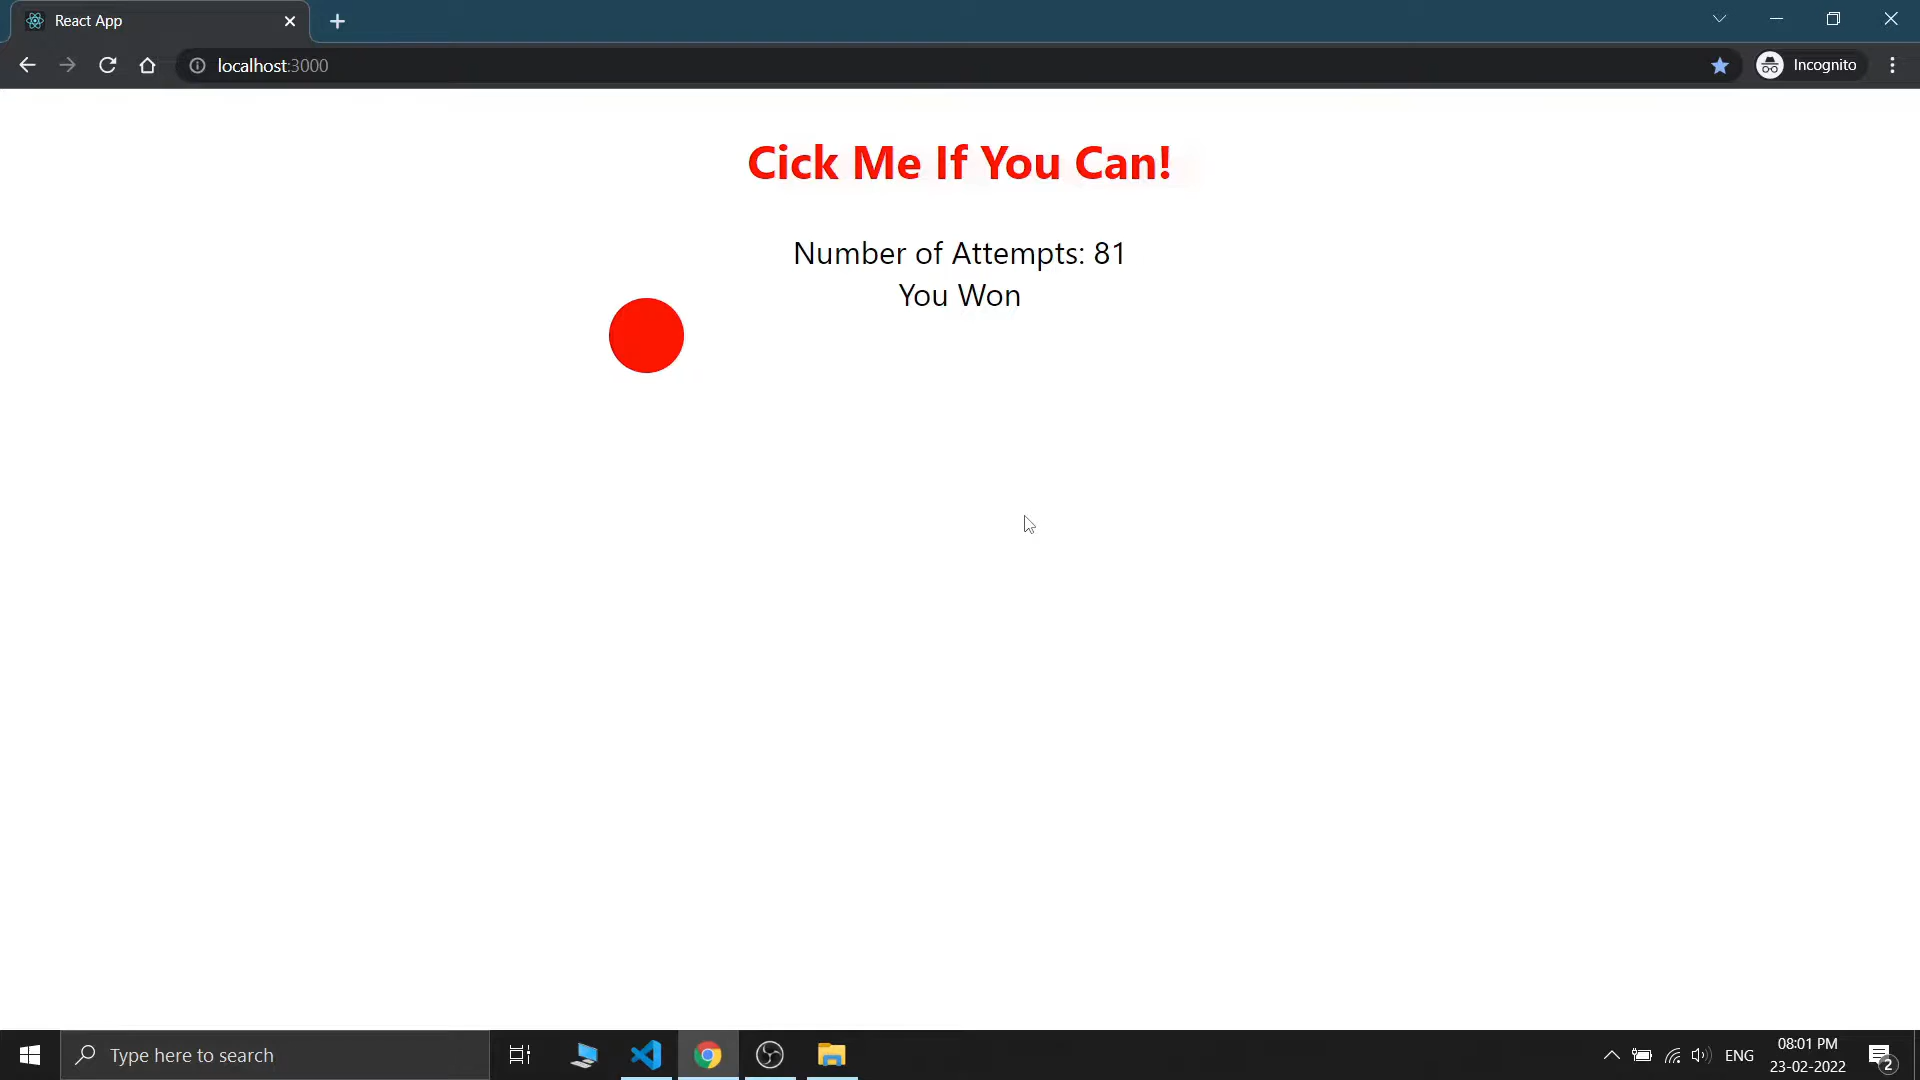 React App
localhost:3000
Incognito
Cick Me If You Can!
Number of Attempts: 81
You Won
Type here to search
ENG
08:01 PM
23-02-2022
2